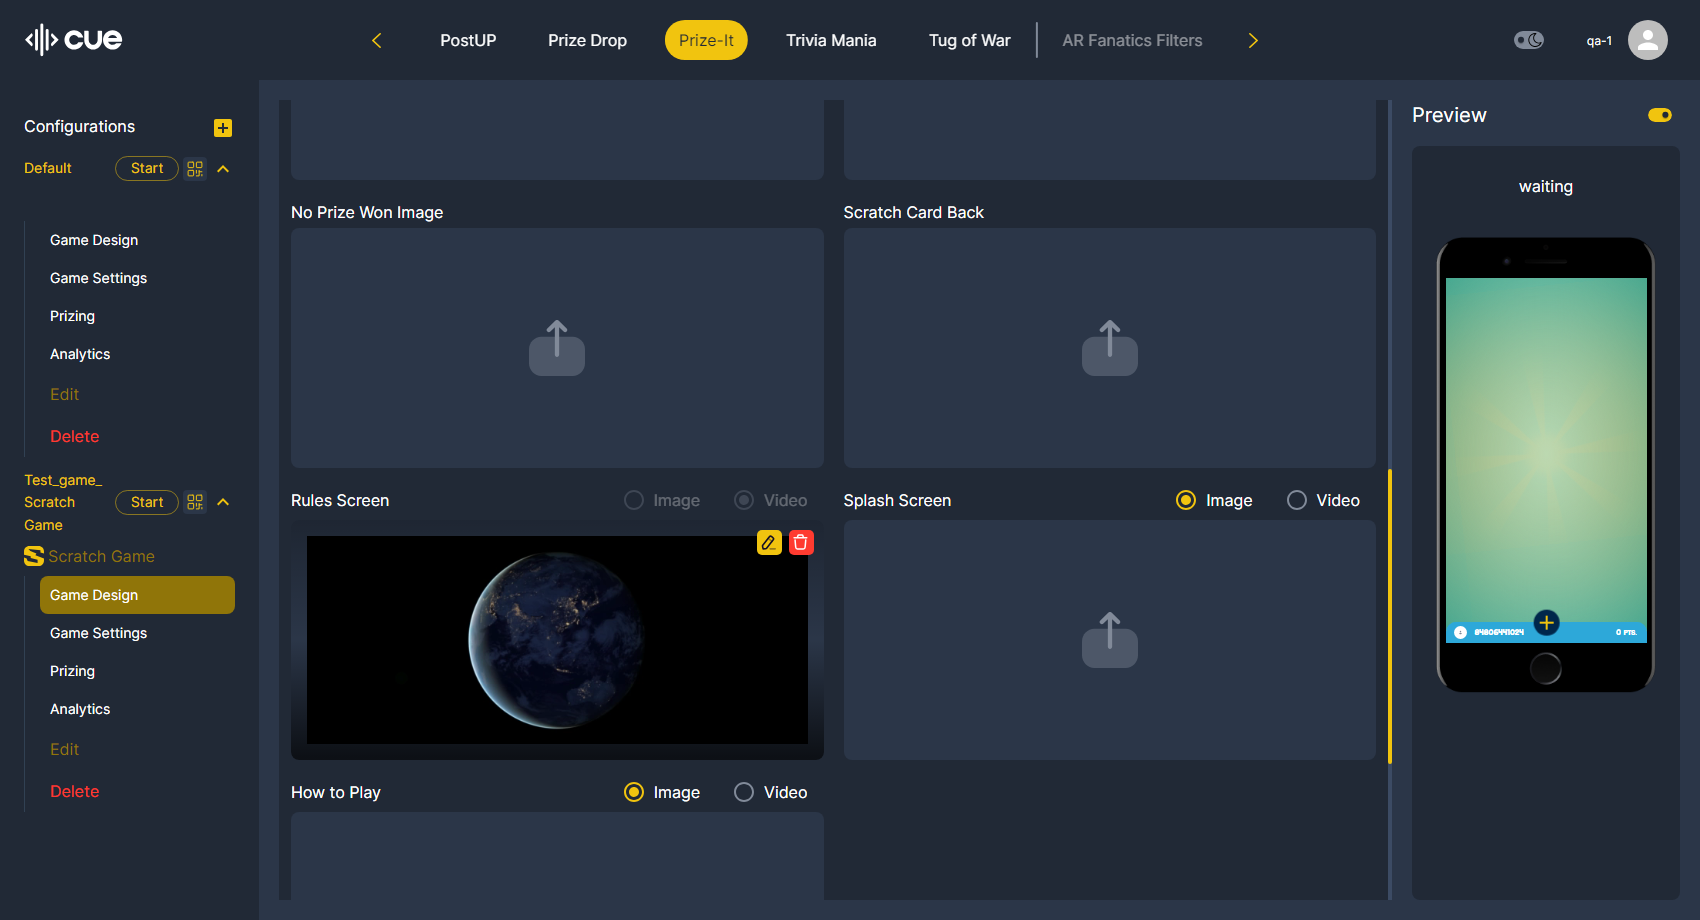 cue
PostUP
Prize Drop
Prize-It
Trivia Mania
Tug of War
AR Fanatics Filters
qa-1
Configurations
Default
Start
Game Design
Game Settings
Prizing
Analytics
Edit
Delete
Test_game_
Scratch
Game
Start
Scratch Game
Game Design
Game Settings
Prizing
Analytics
Edit
Delete
No Prize Won Image
Scratch Card Back
Rules Screen
Image
Video
Splash Screen
Image
Video
How to Play
Image
Video
Preview
waiting
0 PTS.